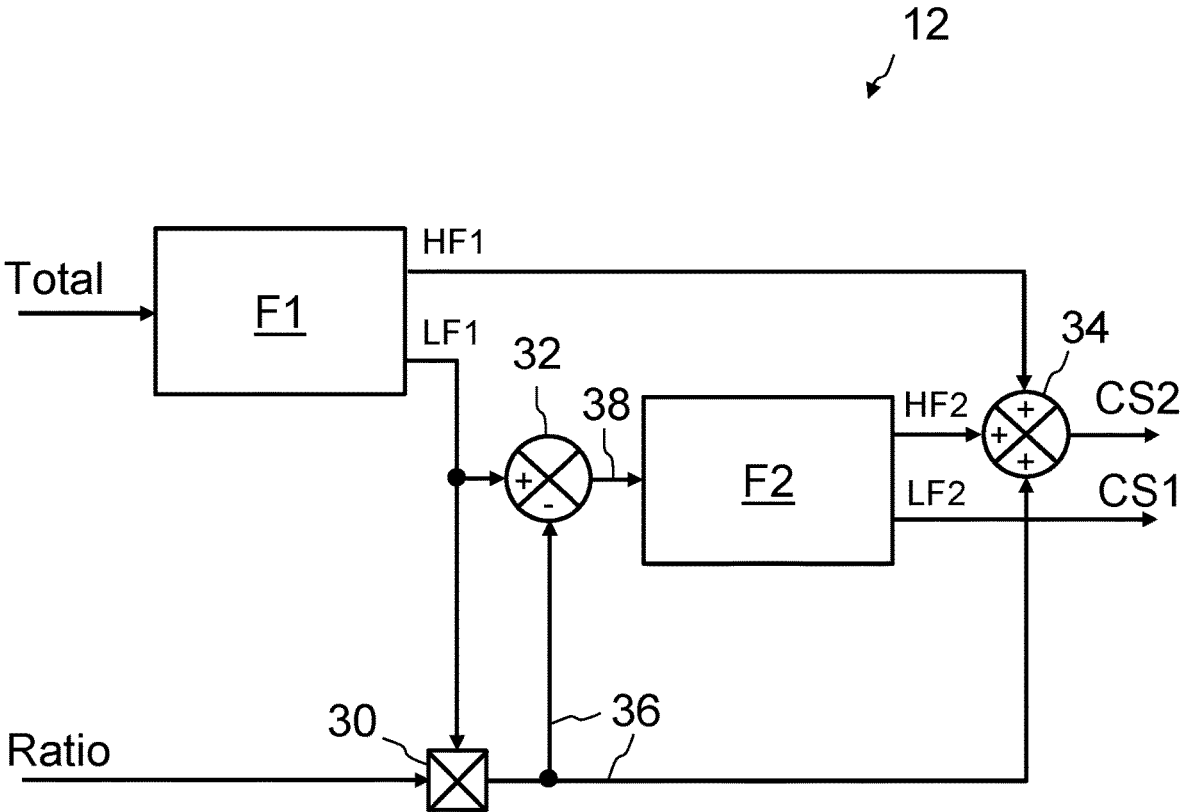 12
HF1
Total
F1
LF1
32
34
38
HF2
CS2
+
+
+
+
F2
-
LF2
CS1
30
36
Ratio